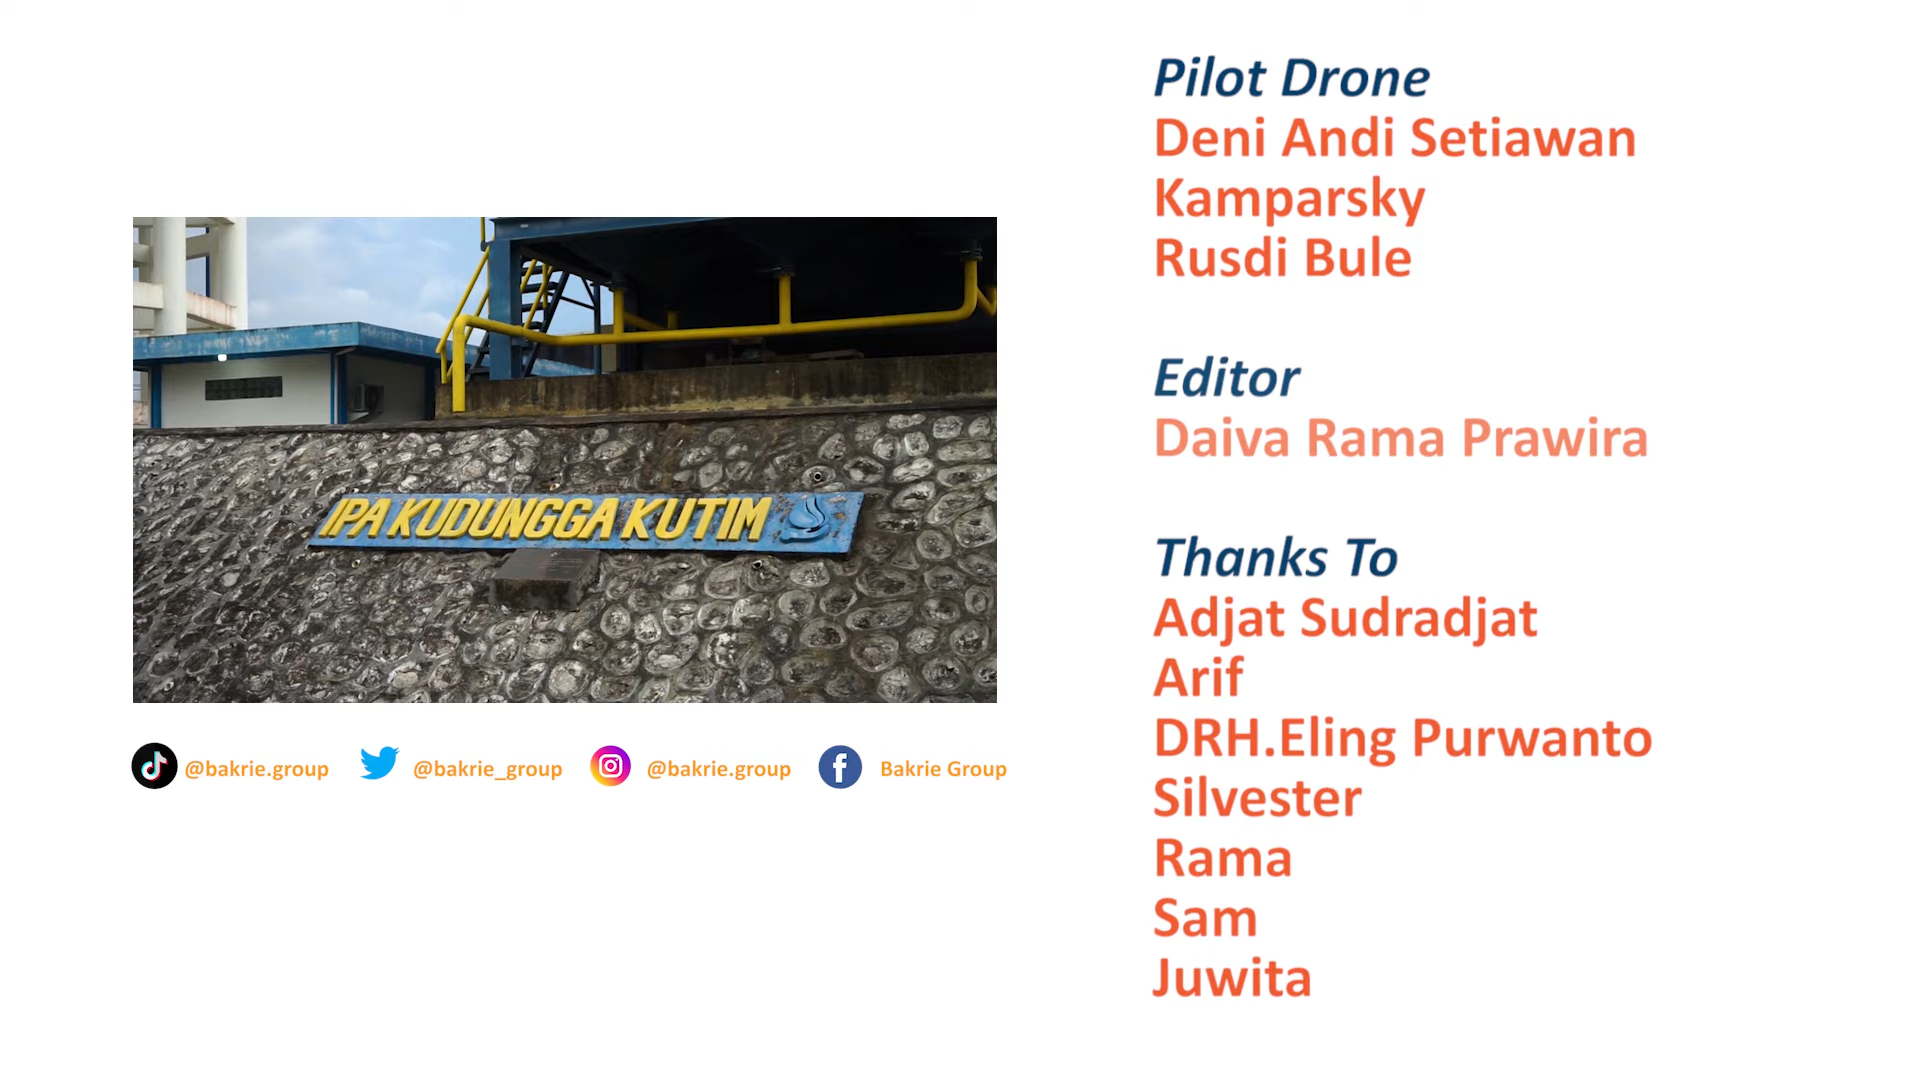 IPA KUDUNGGA KUTIM
@bakrie.group
@bakrie_group
@bakrie.group
Bakrie Group
Pilot Drone
Deni Andi Setiawan
Kamparsky
Rusdi Bule
Editor
Daiva Rama Prawira
Thanks To
Adjat Sudradjat
Arif
DRH.Eling Purwanto
Silvester
Rama
Sam
Juwita